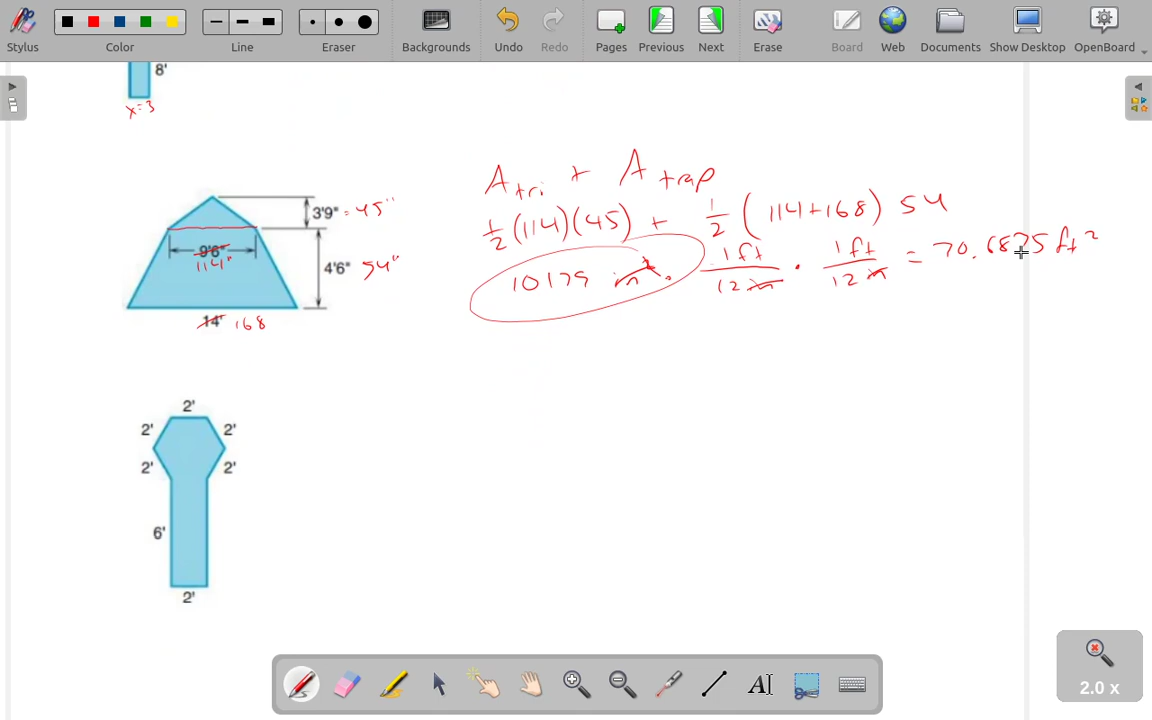 Stylus Color Line Eraser Backgrounds Undo Redo Pages Previous Next Erase Board Web Documents Show Desktop OpenBoard
8'
x=3
A tri + A trap
3'9" = 45"
½(114)(45) + ½(114+168) 54
9'6"
114"
4'6" 54"
10179 in² · 1 ft / 12 in · 1 ft / 12 in = 70.6875 ft²
14' 168
2'
2' 2'
2' 2'
6'
2'
2.0 x